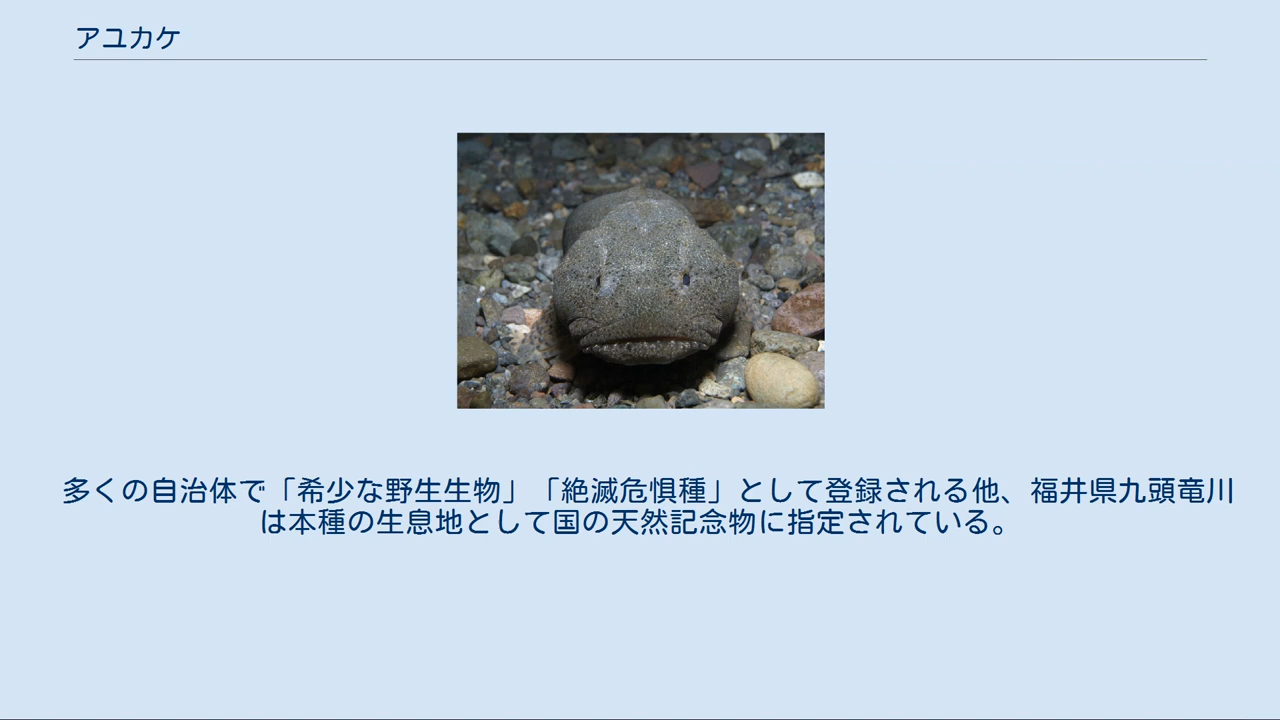 アユカケ
多くの自治体で「希少な野生生物」「絶滅危惧種」として登録される他、福井県九頭竜川
は本種の生息地として国の天然記念物に指定されている。